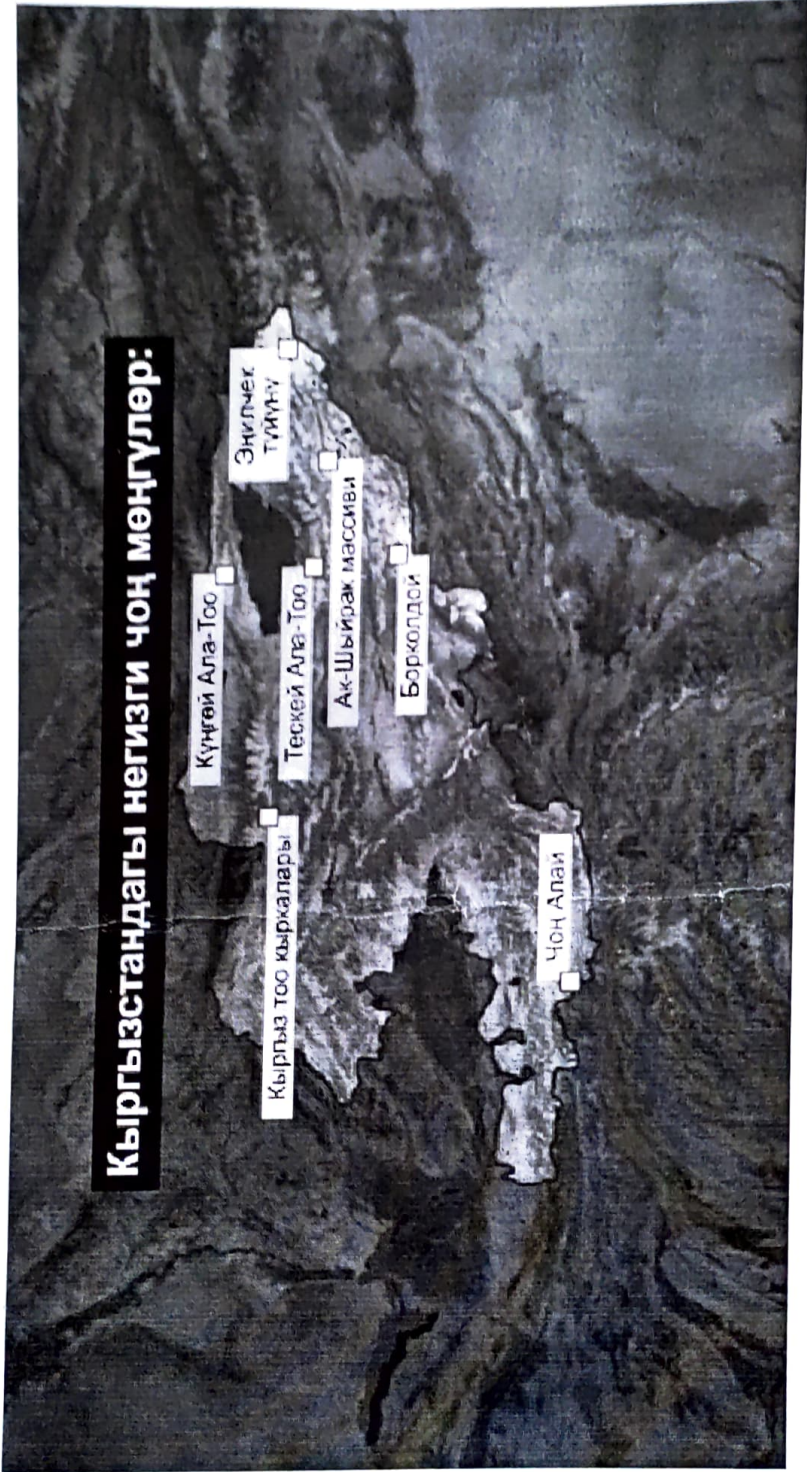 Кыргызстандагы негизги чоң мөңгүлөр:
Күнгөй Ала-Тоо
Эңилчек
түйүнү
Кыргыз тоо кыркалары
Тескей Ала-Тоо
Ак-Шыйрак массиви
Борколдой
Чоң Алай